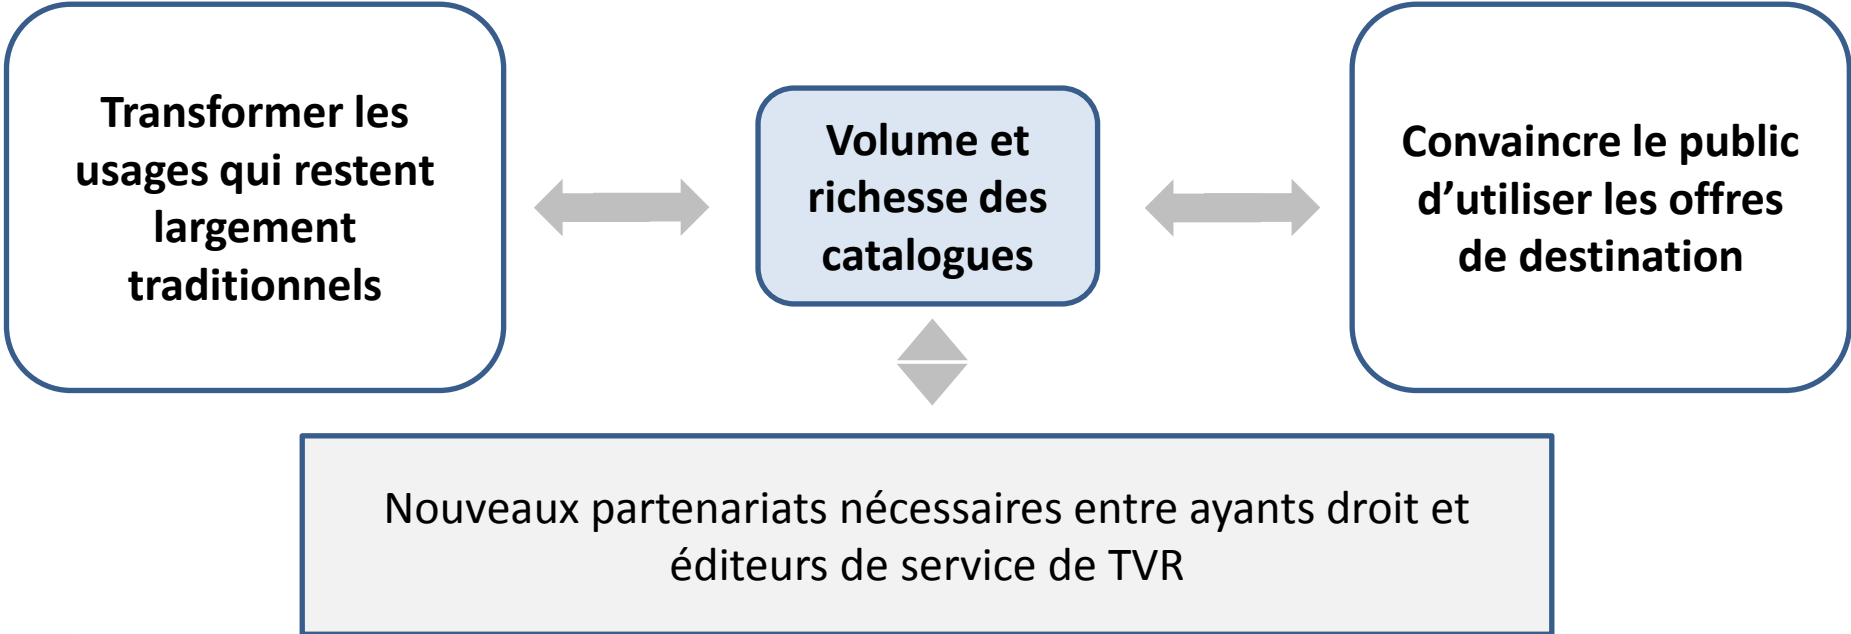 Transformer les
usages qui restent
largement
traditionnels
Volume et
richesse des
catalogues
Convaincre le public
d’utiliser les offres
de destination
Nouveaux partenariats nécessaires entre ayants droit et
éditeurs de service de TVR